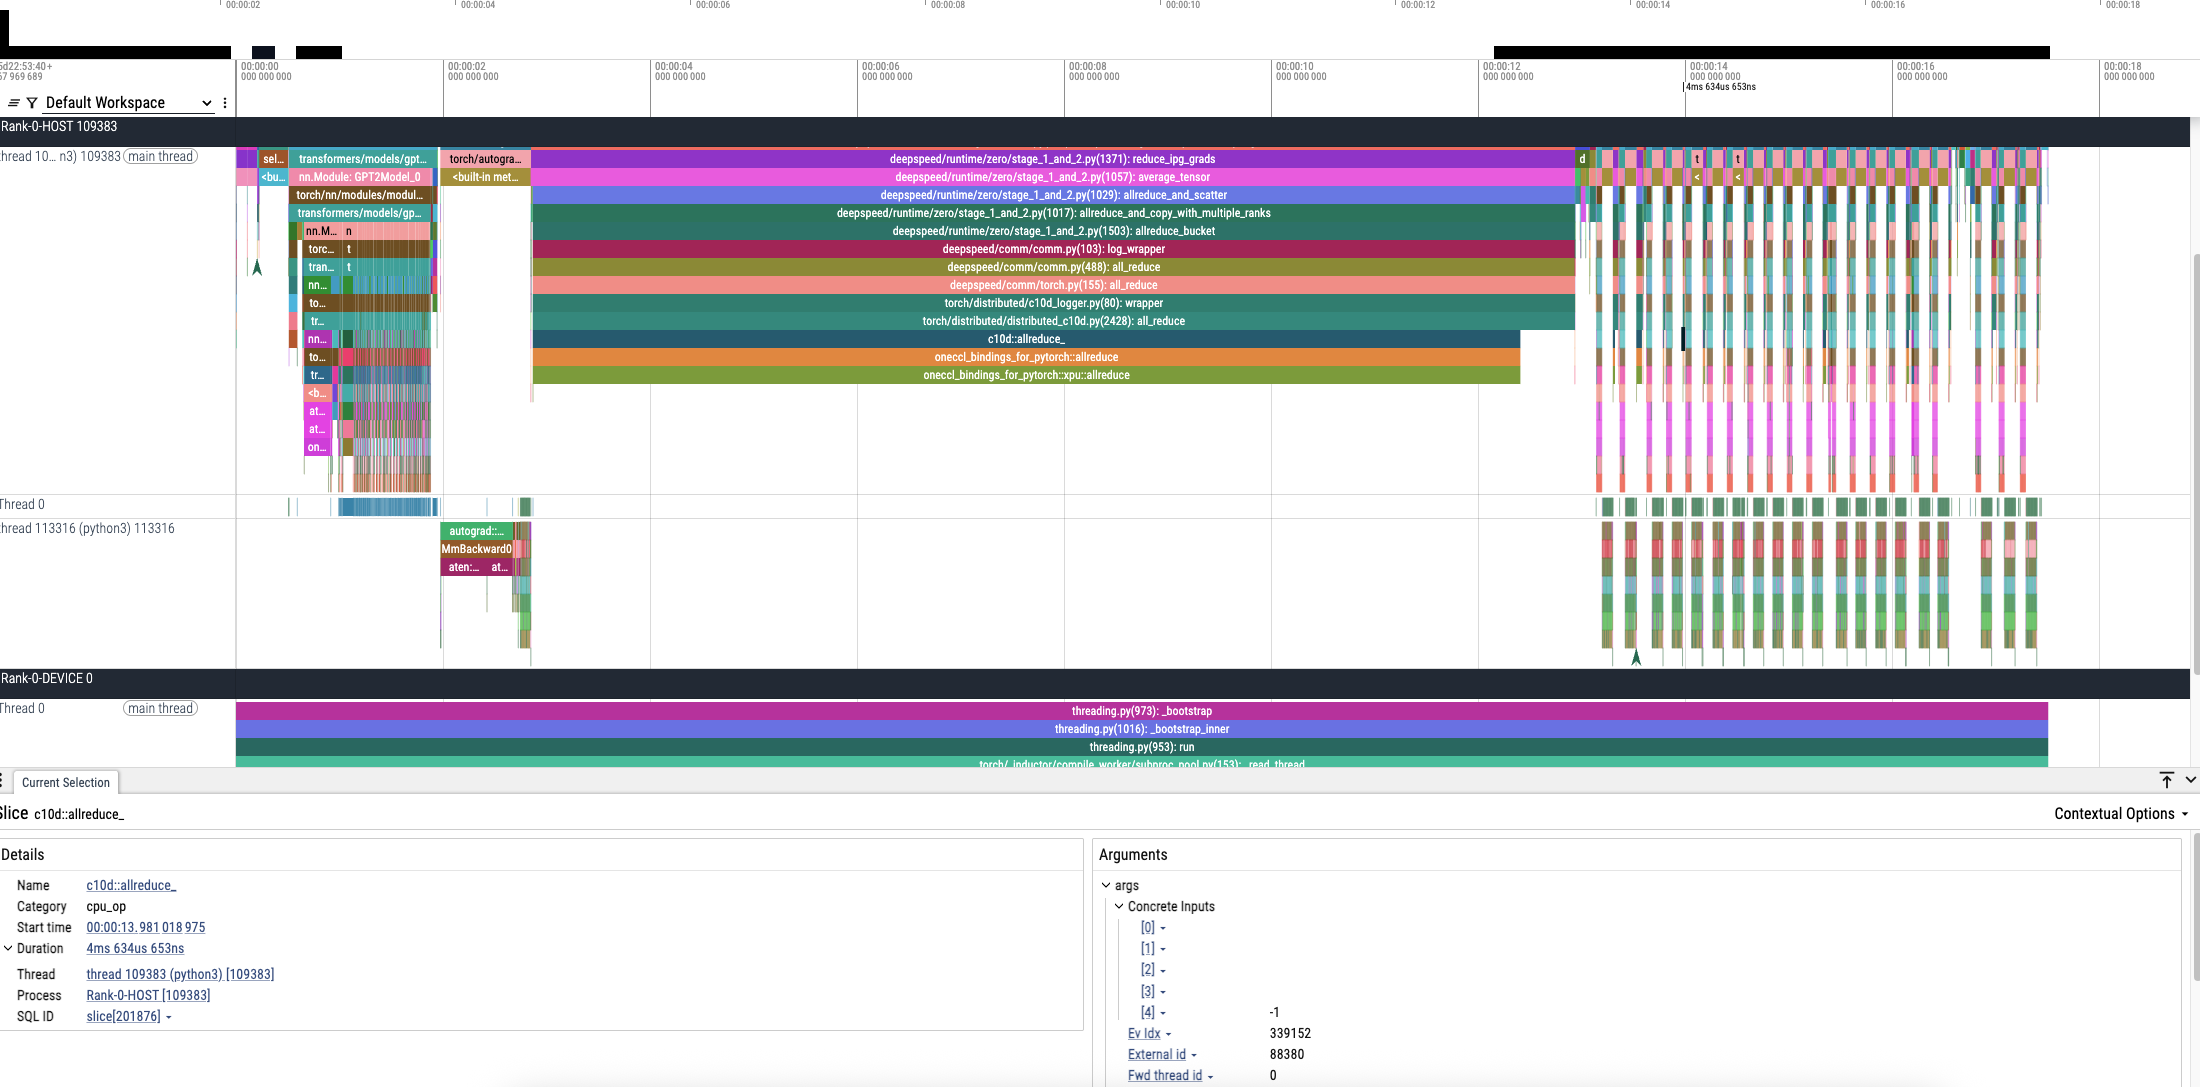 00:00:02 00:00:04 00:00:06 00:00:08 00:00:10 00:00:12 00:00:14 00:00:16 00:00:18
5d22:53:40+ 00:00:00 00:00:02 00:00:04 00:00:06 00:00:08 00:00:10 00:00:12 00:00:14 00:00:16 00:00:18
57 969 689 000 000 000 000 000 000 000 000 000 000 000 000 000 000 000 000 000 000 000 000 000 000 000 000 000 000 000 000 000
4ms 634us 653ns
Default Workspace
Rank-0-HOST 109383
hread 10... n3) 109383 main thread
sel... transformers/models/gpt... torch/autogra... deepspeed/runtime/zero/stage_1_and_2.py(1371): reduce_ipg_grads d t t
<bu... nn.Module: GPT2Model_0 <built-in met... deepspeed/runtime/zero/stage_1_and_2.py(1057): average_tensor < <
torch/nn/modules/modul... deepspeed/runtime/zero/stage_1_and_2.py(1029): allreduce_and_scatter
transformers/models/gp... deepspeed/runtime/zero/stage_1_and_2.py(1017): allreduce_and_copy_with_multiple_ranks
nn.M... n deepspeed/runtime/zero/stage_1_and_2.py(1503): allreduce_bucket
torc... t deepspeed/comm/comm.py(103): log_wrapper
tran... t deepspeed/comm/comm.py(488): all_reduce
nn... deepspeed/comm/torch.py(155): all_reduce
to... torch/distributed/c10d_logger.py(80): wrapper
tr... torch/distributed/distributed_c10d.py(2428): all_reduce
nn... c10d::allreduce_
to... oneccl_bindings_for_pytorch::allreduce
tr... oneccl_bindings_for_pytorch::xpu::allreduce
<b...
at...
at...
on...
Thread 0
hread 113316 (python3) 113316
autograd::...
MmBackward0
aten:... at...
Rank-0-DEVICE 0
Thread 0 main thread
threading.py(973): _bootstrap
threading.py(1016): _bootstrap_inner
threading.py(953): run
torch/_inductor/compile_worker/subproc_pool.py(153): _read_thread
Current Selection
Slice c10d::allreduce_
Contextual Options
Details
Name c10d::allreduce_
Category cpu_op
Start time 00:00:13.981 018 975
Duration 4ms 634us 653ns
Thread thread 109383 (python3) [109383]
Process Rank-0-HOST [109383]
SQL ID slice[201876]
Arguments
args
Concrete Inputs
[0]
[1]
[2]
[3]
[4] -1
Ev Idx 339152
External id 88380
Fwd thread id 0